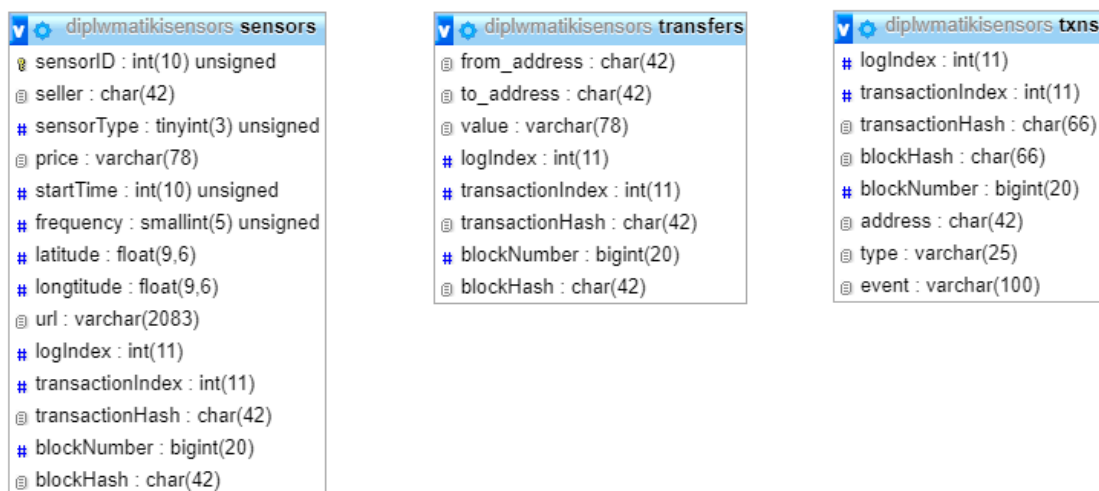 diplwmatikisensors sensors
sensorID : int(10) unsigned
seller : char(42)
# sensorType : tinyint(3) unsigned
price : varchar(78)
# startTime : int(10) unsigned
# frequency : smallint(5) unsigned
# latitude : float(9,6)
# longtitude : float(9,6)
url : varchar(2083)
# logIndex : int(11)
# transactionIndex : int(11)
transactionHash : char(42)
# blockNumber : bigint(20)
blockHash : char(42)
diplwmatikisensors transfers
from_address : char(42)
to_address : char(42)
value : varchar(78)
# logIndex : int(11)
# transactionIndex : int(11)
transactionHash : char(42)
# blockNumber : bigint(20)
blockHash : char(42)
diplwmatikisensors txns
# logIndex : int(11)
# transactionIndex : int(11)
transactionHash : char(66)
blockHash : char(66)
# blockNumber : bigint(20)
address : char(42)
type : varchar(25)
event : varchar(100)